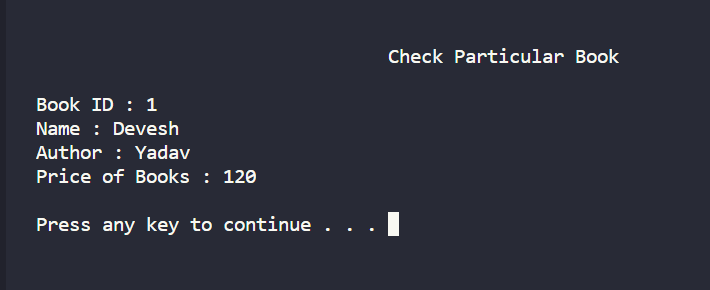 Check Particular Book
Book ID : 1
Name : Devesh
Author : Yadav
Price of Books : 120
Press any key to continue . . .